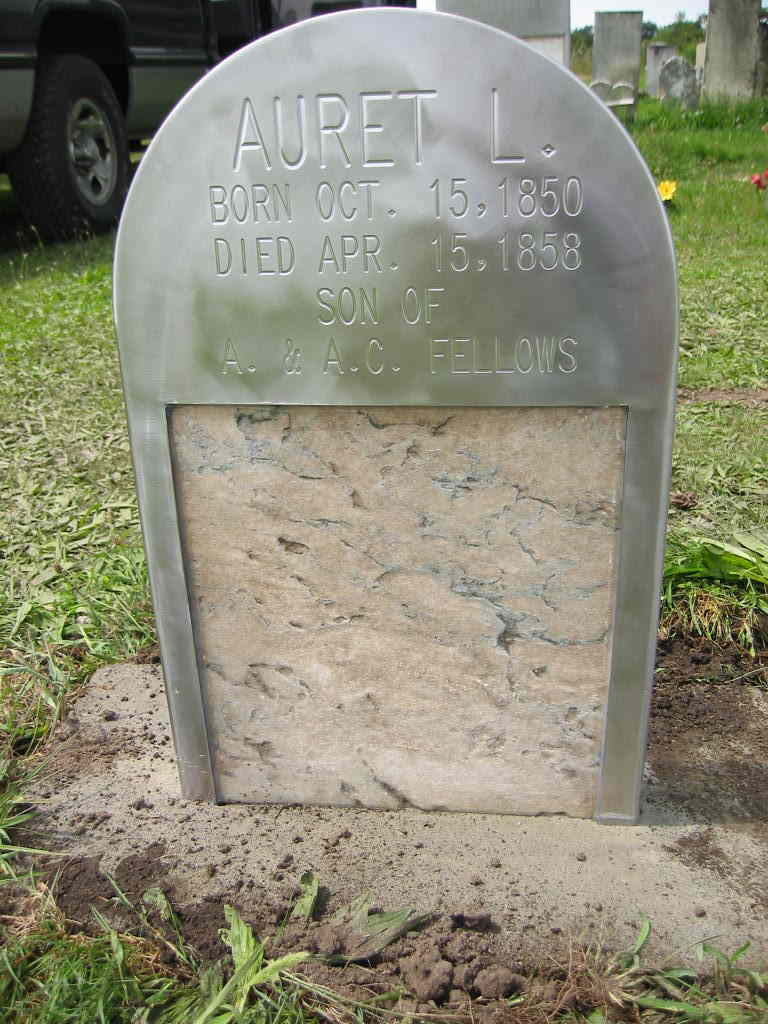 AURET L.
BORN OCT. 15,1850
DIED APR. 15,1858
SON OF
A. & A.C. FELLOWS